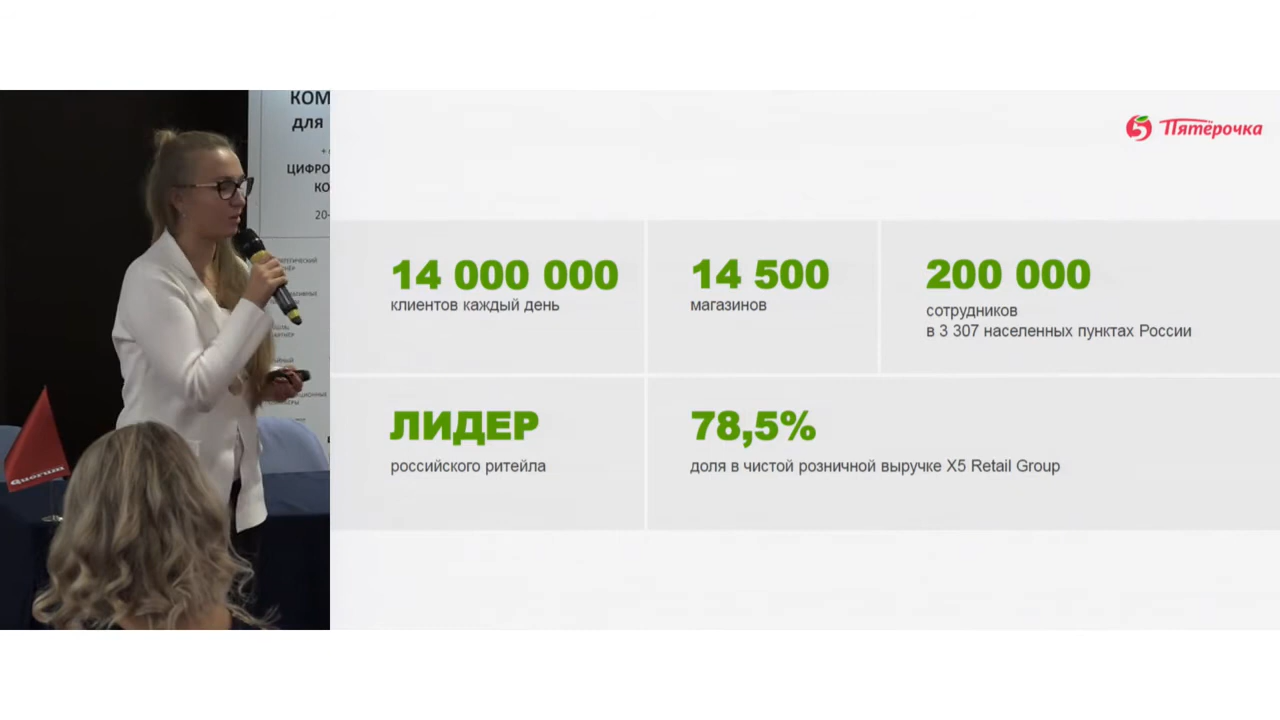 КОМ
для
ЦИФРО
КО
20-
Quorum
Пятёрочка
14 000 000
клиентов каждый день
14 500
магазинов
200 000
сотрудников
в 3 307 населенных пунктах России
ЛИДЕР
российского ритейла
78,5%
доля в чистой розничной выручке X5 Retail Group